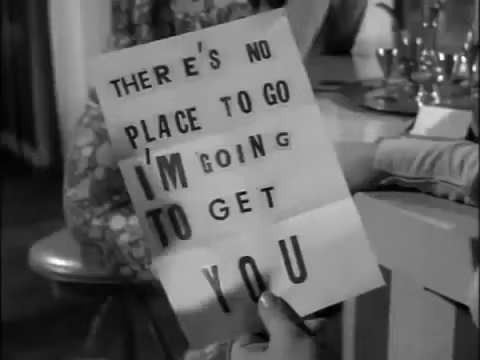 THERE'S NO
PLACE TO GO
I'M GOING
TO GET
YOU